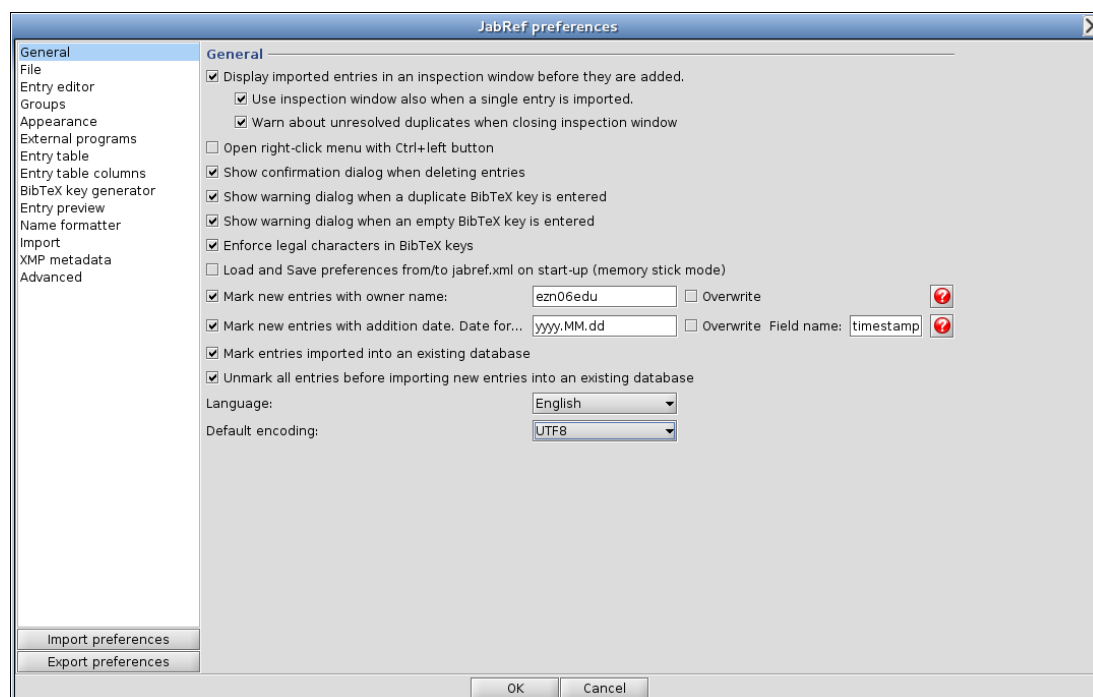 JabRef preferences
General
File
Entry editor
Groups
Appearance
External programs
Entry table
Entry table columns
BibTeX key generator
Entry preview
Name formatter
Import
XMP metadata
Advanced
Import preferences
Export preferences
General
Display imported entries in an inspection window before they are added.
Use inspection window also when a single entry is imported.
Warn about unresolved duplicates when closing inspection window
Open right-click menu with Ctrl+left button
Show confirmation dialog when deleting entries
Show warning dialog when a duplicate BibTeX key is entered
Show warning dialog when an empty BibTeX key is entered
Enforce legal characters in BibTeX keys
Load and Save preferences from/to jabref.xml on start-up (memory stick mode)
Mark new entries with owner name: ezn06edu Overwrite ?
Mark new entries with addition date. Date for... yyyy.MM.dd Overwrite Field name: timestamp ?
Mark entries imported into an existing database
Unmark all entries before importing new entries into an existing database
Language: English
Default encoding: UTF8
OK Cancel